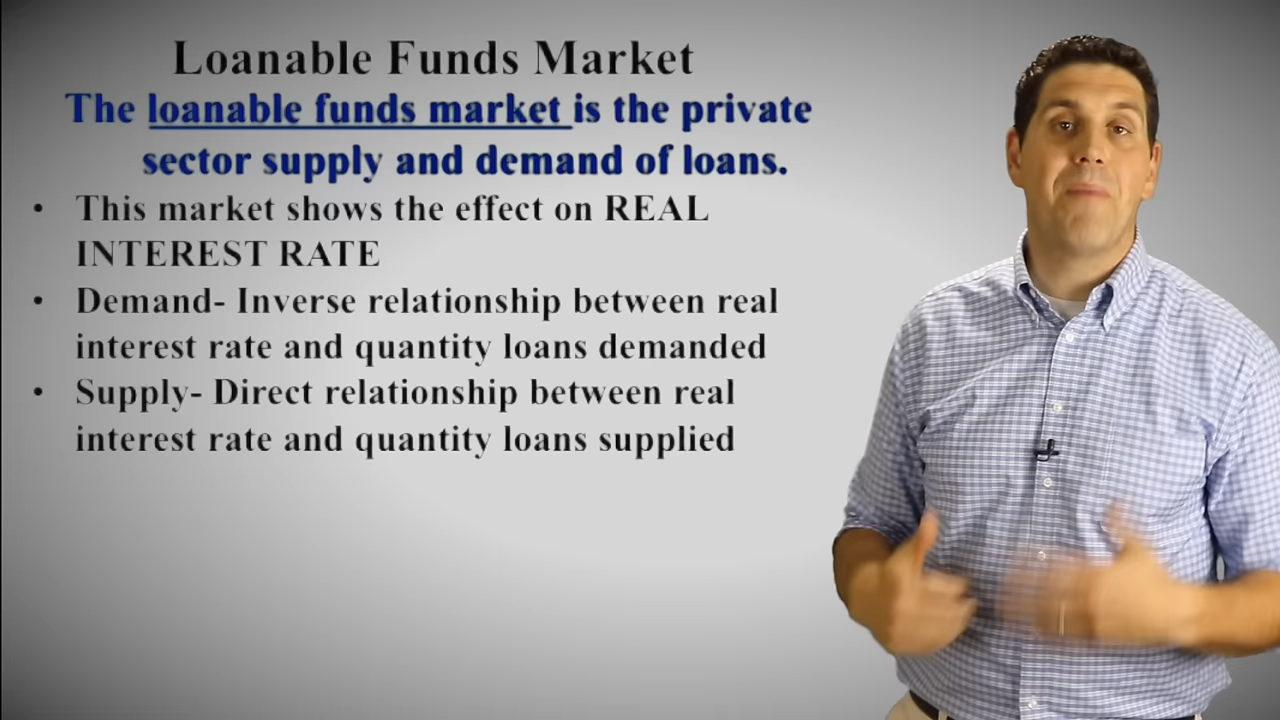 Loanable Funds Market
The loanable funds market is the private
sector supply and demand of loans.
• This market shows the effect on REAL
INTEREST RATE
• Demand- Inverse relationship between real
interest rate and quantity loans demanded
• Supply- Direct relationship between real
interest rate and quantity loans supplied